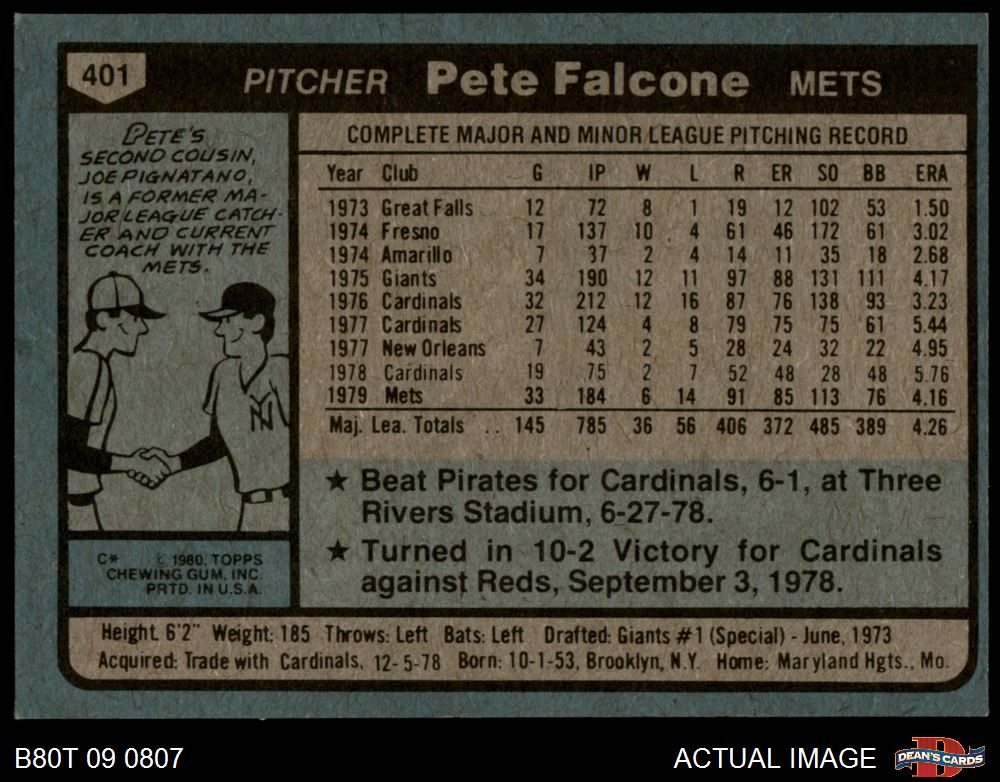 401 PITCHER Pete Falcone METS
PETE'S
SECOND COUSIN,
JOE PIGNATANO,
IS A FORMER MA-
JOR LEAGUE CATCH-
ER AND CURRENT
COACH WITH THE
METS.
NY
C* © 1980. TOPPS
CHEWING GUM, INC.
PRTD. IN U.S.A.
COMPLETE MAJOR AND MINOR LEAGUE PITCHING RECORD
Year Club G IP W L R ER SO BB ERA
1973 Great Falls 12 72 8 1 19 12 102 53 1.50
1974 Fresno 17 137 10 4 61 46 172 61 3.02
1974 Amarillo 7 37 2 4 14 11 35 18 2.68
1975 Giants 34 190 12 11 97 88 131 111 4.17
1976 Cardinals 32 212 12 16 87 76 138 93 3.23
1977 Cardinals 27 124 4 8 79 75 75 61 5.44
1977 New Orleans 7 43 2 5 28 24 32 22 4.95
1978 Cardinals 19 75 2 7 52 48 28 48 5.76
1979 Mets 33 184 6 14 91 85 113 76 4.16
Maj. Lea. Totals .. 145 785 36 56 406 372 485 389 4.26
★ Beat Pirates for Cardinals, 6-1, at Three
Rivers Stadium, 6-27-78.
★ Turned in 10-2 Victory for Cardinals
against Reds, September 3, 1978.
Height 6'2" Weight: 185 Throws: Left Bats: Left Drafted: Giants #1 (Special) - June, 1973
Acquired: Trade with Cardinals, 12-5-78 Born: 10-1-53, Brooklyn, N.Y. Home: Maryland Hgts., Mo.
B80T 09 0807 ACTUAL IMAGE D DEAN'S CARDS